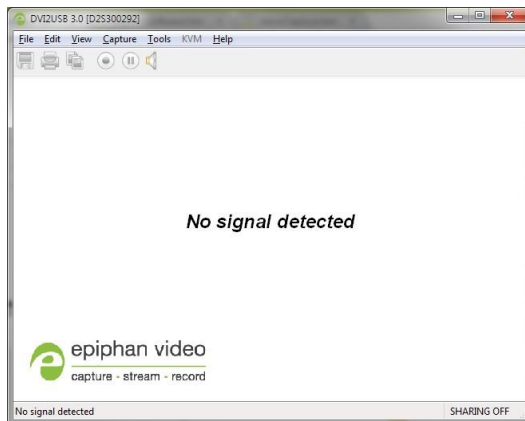 DVI2USB 3.0 [D2S300292]
File Edit View Capture Tools KVM Help
No signal detected
epiphan video
capture - stream - record
No signal detected SHARING OFF